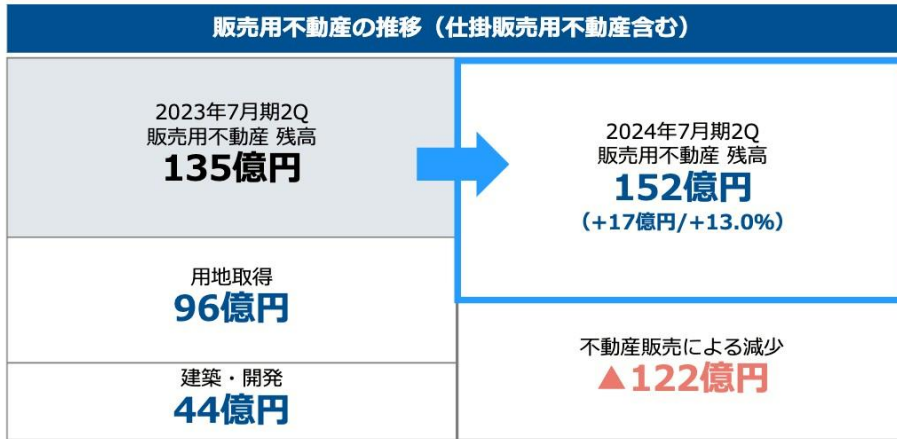 販売用不動産の推移（仕掛販売用不動産含む）
2023年7月期2Q
販売用不動産 残高
135億円
2024年7月期2Q
販売用不動産 残高
152億円
（+17億円/+13.0%）
用地取得
96億円
建築・開発
44億円
不動産販売による減少
▲122億円